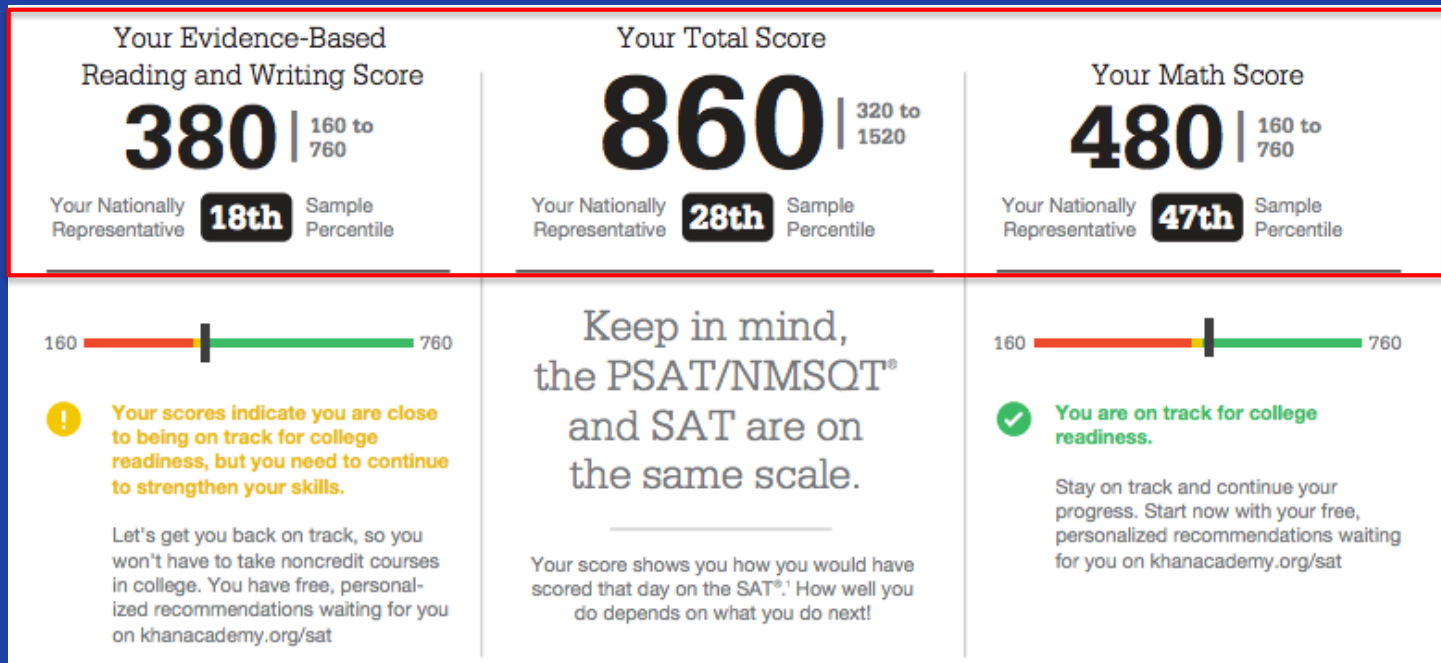 Your Evidence-Based
Reading and Writing Score
380 | 160 to
760
Your Nationally
Representative
18th
Sample
Percentile
160
760
!
Your scores indicate you are close
to being on track for college
readiness, but you need to continue
to strengthen your skills.
Let's get you back on track, so you
won't have to take noncredit courses
in college. You have free, personal-
ized recommendations waiting for you
on khanacademy.org/sat
Your Total Score
860 | 320 to
1520
Your Nationally
Representative
28th
Sample
Percentile
Keep in mind,
the PSAT/NMSQT®
and SAT are on
the same scale.
Your score shows you how you would have
scored that day on the SAT®.¹ How well you
do depends on what you do next!
Your Math Score
480 | 160 to
760
Your Nationally
Representative
47th
Sample
Percentile
160
760
You are on track for college
readiness.
Stay on track and continue your
progress. Start now with your free,
personalized recommendations waiting
for you on khanacademy.org/sat